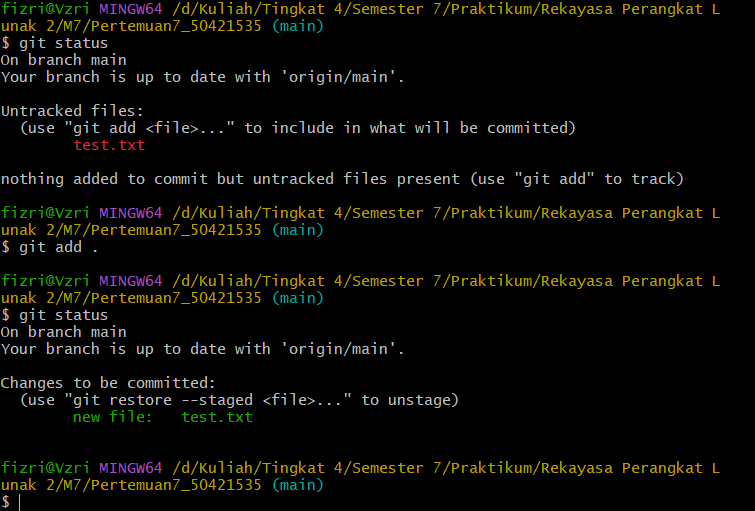 fizri@Vzri MINGW64 /d/Kuliah/Tingkat 4/Semester 7/Praktikum/Rekayasa Perangkat L
unak 2/M7/Pertemuan7_50421535 (main)
$ git status
On branch main
Your branch is up to date with 'origin/main'.
Untracked files:
  (use "git add <file>..." to include in what will be committed)
        test.txt
nothing added to commit but untracked files present (use "git add" to track)
fizri@Vzri MINGW64 /d/Kuliah/Tingkat 4/Semester 7/Praktikum/Rekayasa Perangkat L
unak 2/M7/Pertemuan7_50421535 (main)
$ git add .
fizri@Vzri MINGW64 /d/Kuliah/Tingkat 4/Semester 7/Praktikum/Rekayasa Perangkat L
unak 2/M7/Pertemuan7_50421535 (main)
$ git status
On branch main
Your branch is up to date with 'origin/main'.
Changes to be committed:
  (use "git restore --staged <file>..." to unstage)
        new file:   test.txt
fizri@Vzri MINGW64 /d/Kuliah/Tingkat 4/Semester 7/Praktikum/Rekayasa Perangkat L
unak 2/M7/Pertemuan7_50421535 (main)
$